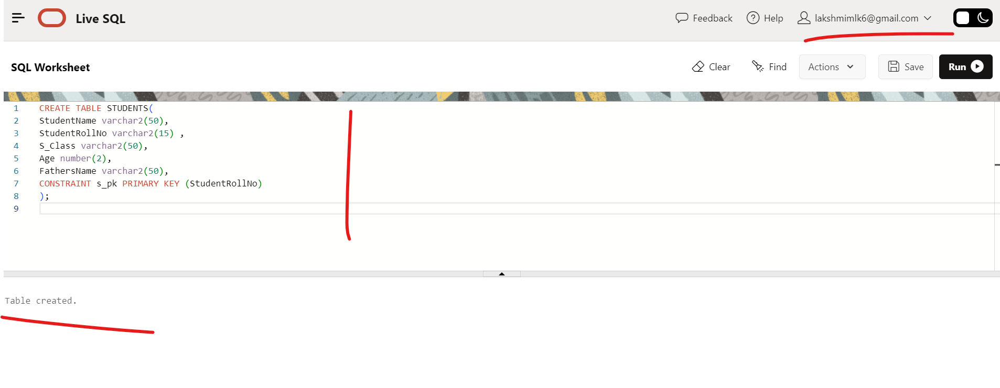 Live SQL
Feedback
Help
lakshmimlk6@gmail.com
SQL Worksheet
Clear
Find
Actions
Save
Run
1 CREATE TABLE STUDENTS(
2 StudentName varchar2(50),
3 StudentRollNo varchar2(15) ,
4 S_Class varchar2(50),
5 Age number(2),
6 FathersName varchar2(50),
7 CONSTRAINT s_pk PRIMARY KEY (StudentRollNo)
8 );
9
Table created.